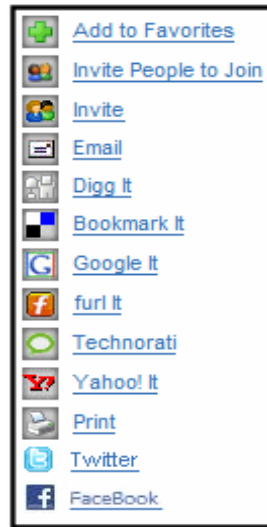 Add to Favorites
Invite People to Join
Invite
Email
Digg It
Bookmark It
Google It
furl It
Technorati
Yahoo! It
Print
Twitter
FaceBook